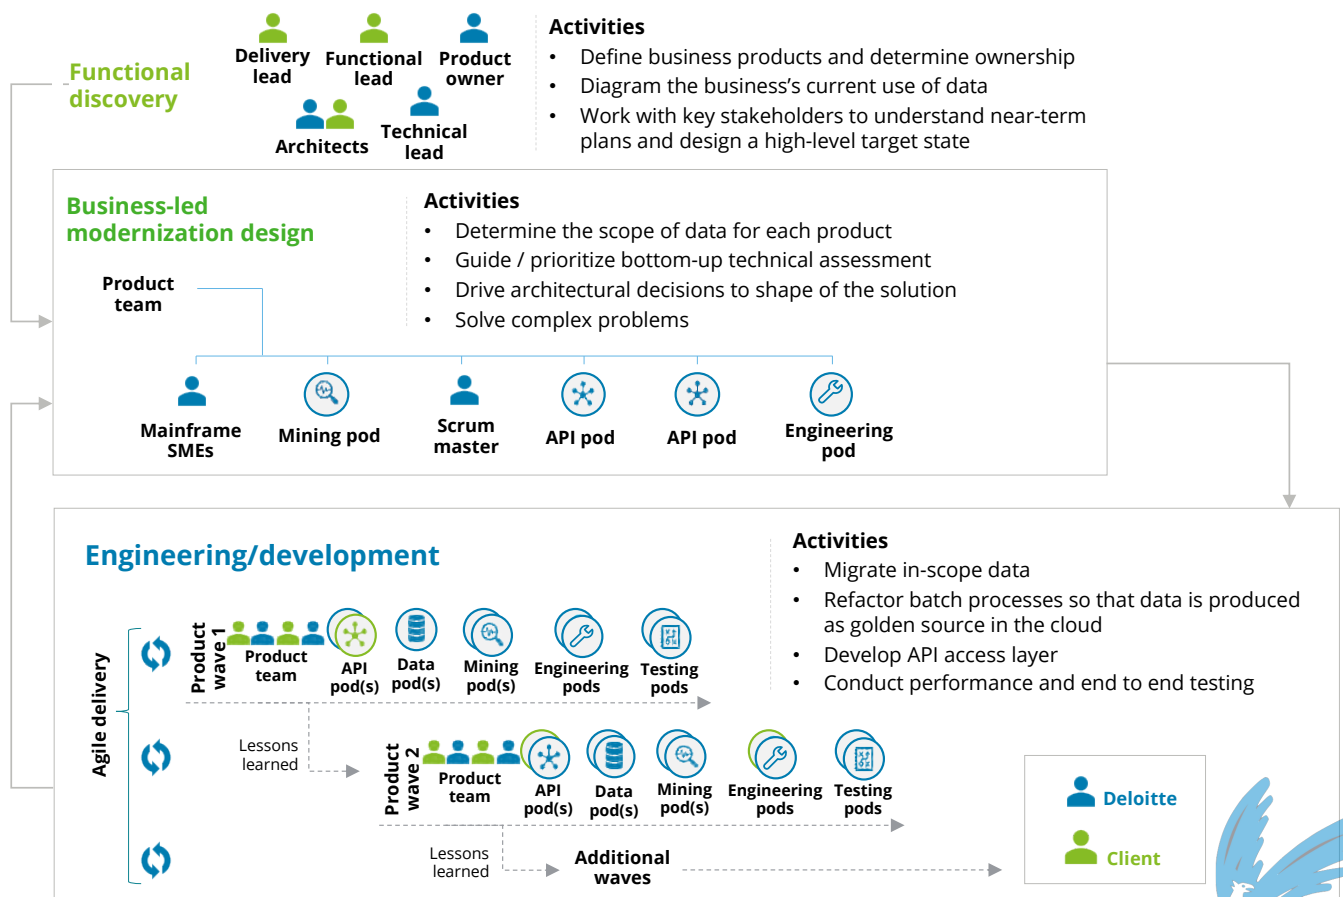 Functional
discovery
Delivery
lead
Functional
lead
Product
owner
Architects
Technical
lead
Activities
• Define business products and determine ownership
• Diagram the business’s current use of data
• Work with key stakeholders to understand near-term
plans and design a high-level target state
Business-led
modernization design
Product
team
Activities
• Determine the scope of data for each product
• Guide / prioritize bottom-up technical assessment
• Drive architectural decisions to shape of the solution
• Solve complex problems
Mainframe
SMEs
Mining pod
Scrum
master
API pod
API pod
Engineering
pod
Engineering/development
Activities
• Migrate in-scope data
• Refactor batch processes so that data is produced
as golden source in the cloud
• Develop API access layer
• Conduct performance and end to end testing
Agile delivery
Product
wave 1
Product
team
API
pod(s)
Data
pod(s)
Mining
pod(s)
Engineering
pods
Testing
pods
Lessons
learned
Product
wave 2
Product
team
API
pod(s)
Data
pod(s)
Mining
pod(s)
Engineering
pods
Testing
pods
Lessons
learned
Additional
waves
Deloitte
Client